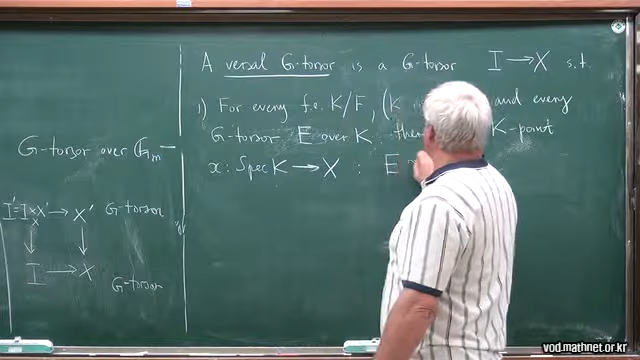 G-torsor over G_m
I'=I×_X X' → X' G-torsor
I → X G-torsor
A versal G-torsor is a G-torsor I → X s.t.
1) For every f.e. K/F, (K and every
G-torsor E over K K-point
x: Spec K → X : E
vod.mathnet.or.kr